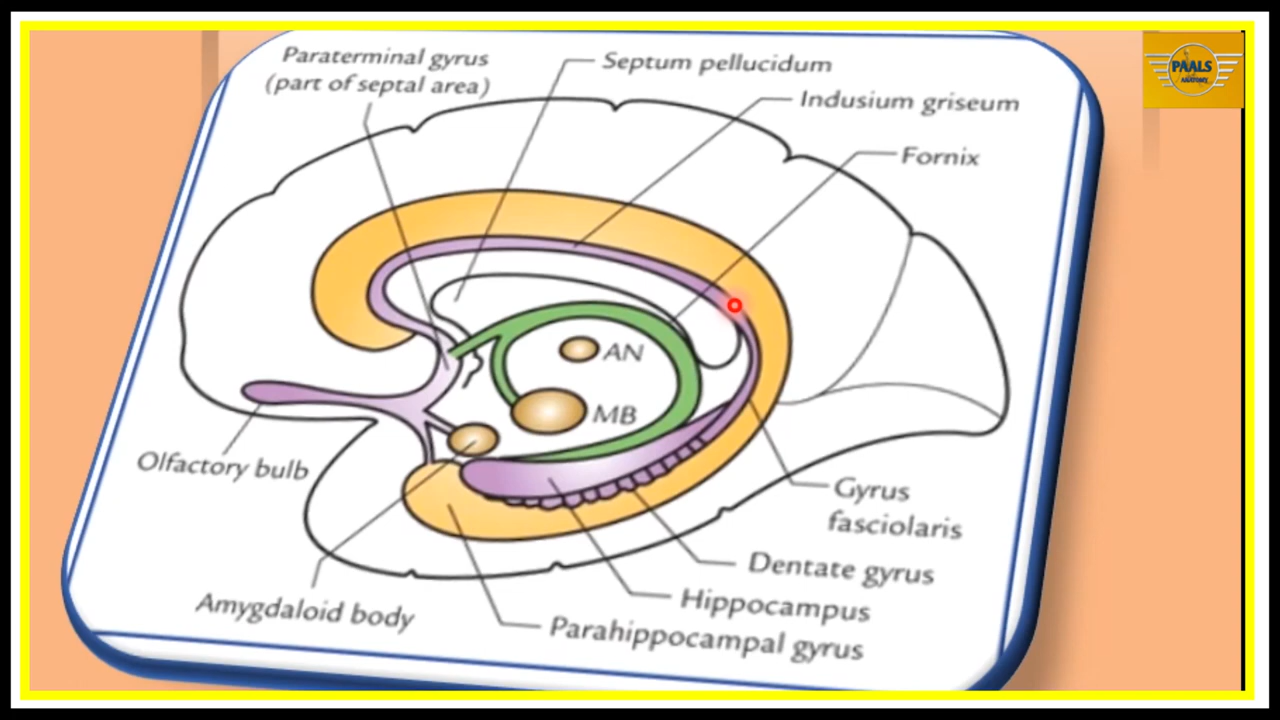 Paraterminal gyrus
(part of septal area)
Septum pellucidum
Indusium griseum
Fornix
PAALS
ANATOMY
AN
MB
Olfactory bulb
Gyrus
fasciolaris
Dentate gyrus
Hippocampus
Parahippocampal gyrus
Amygdaloid body